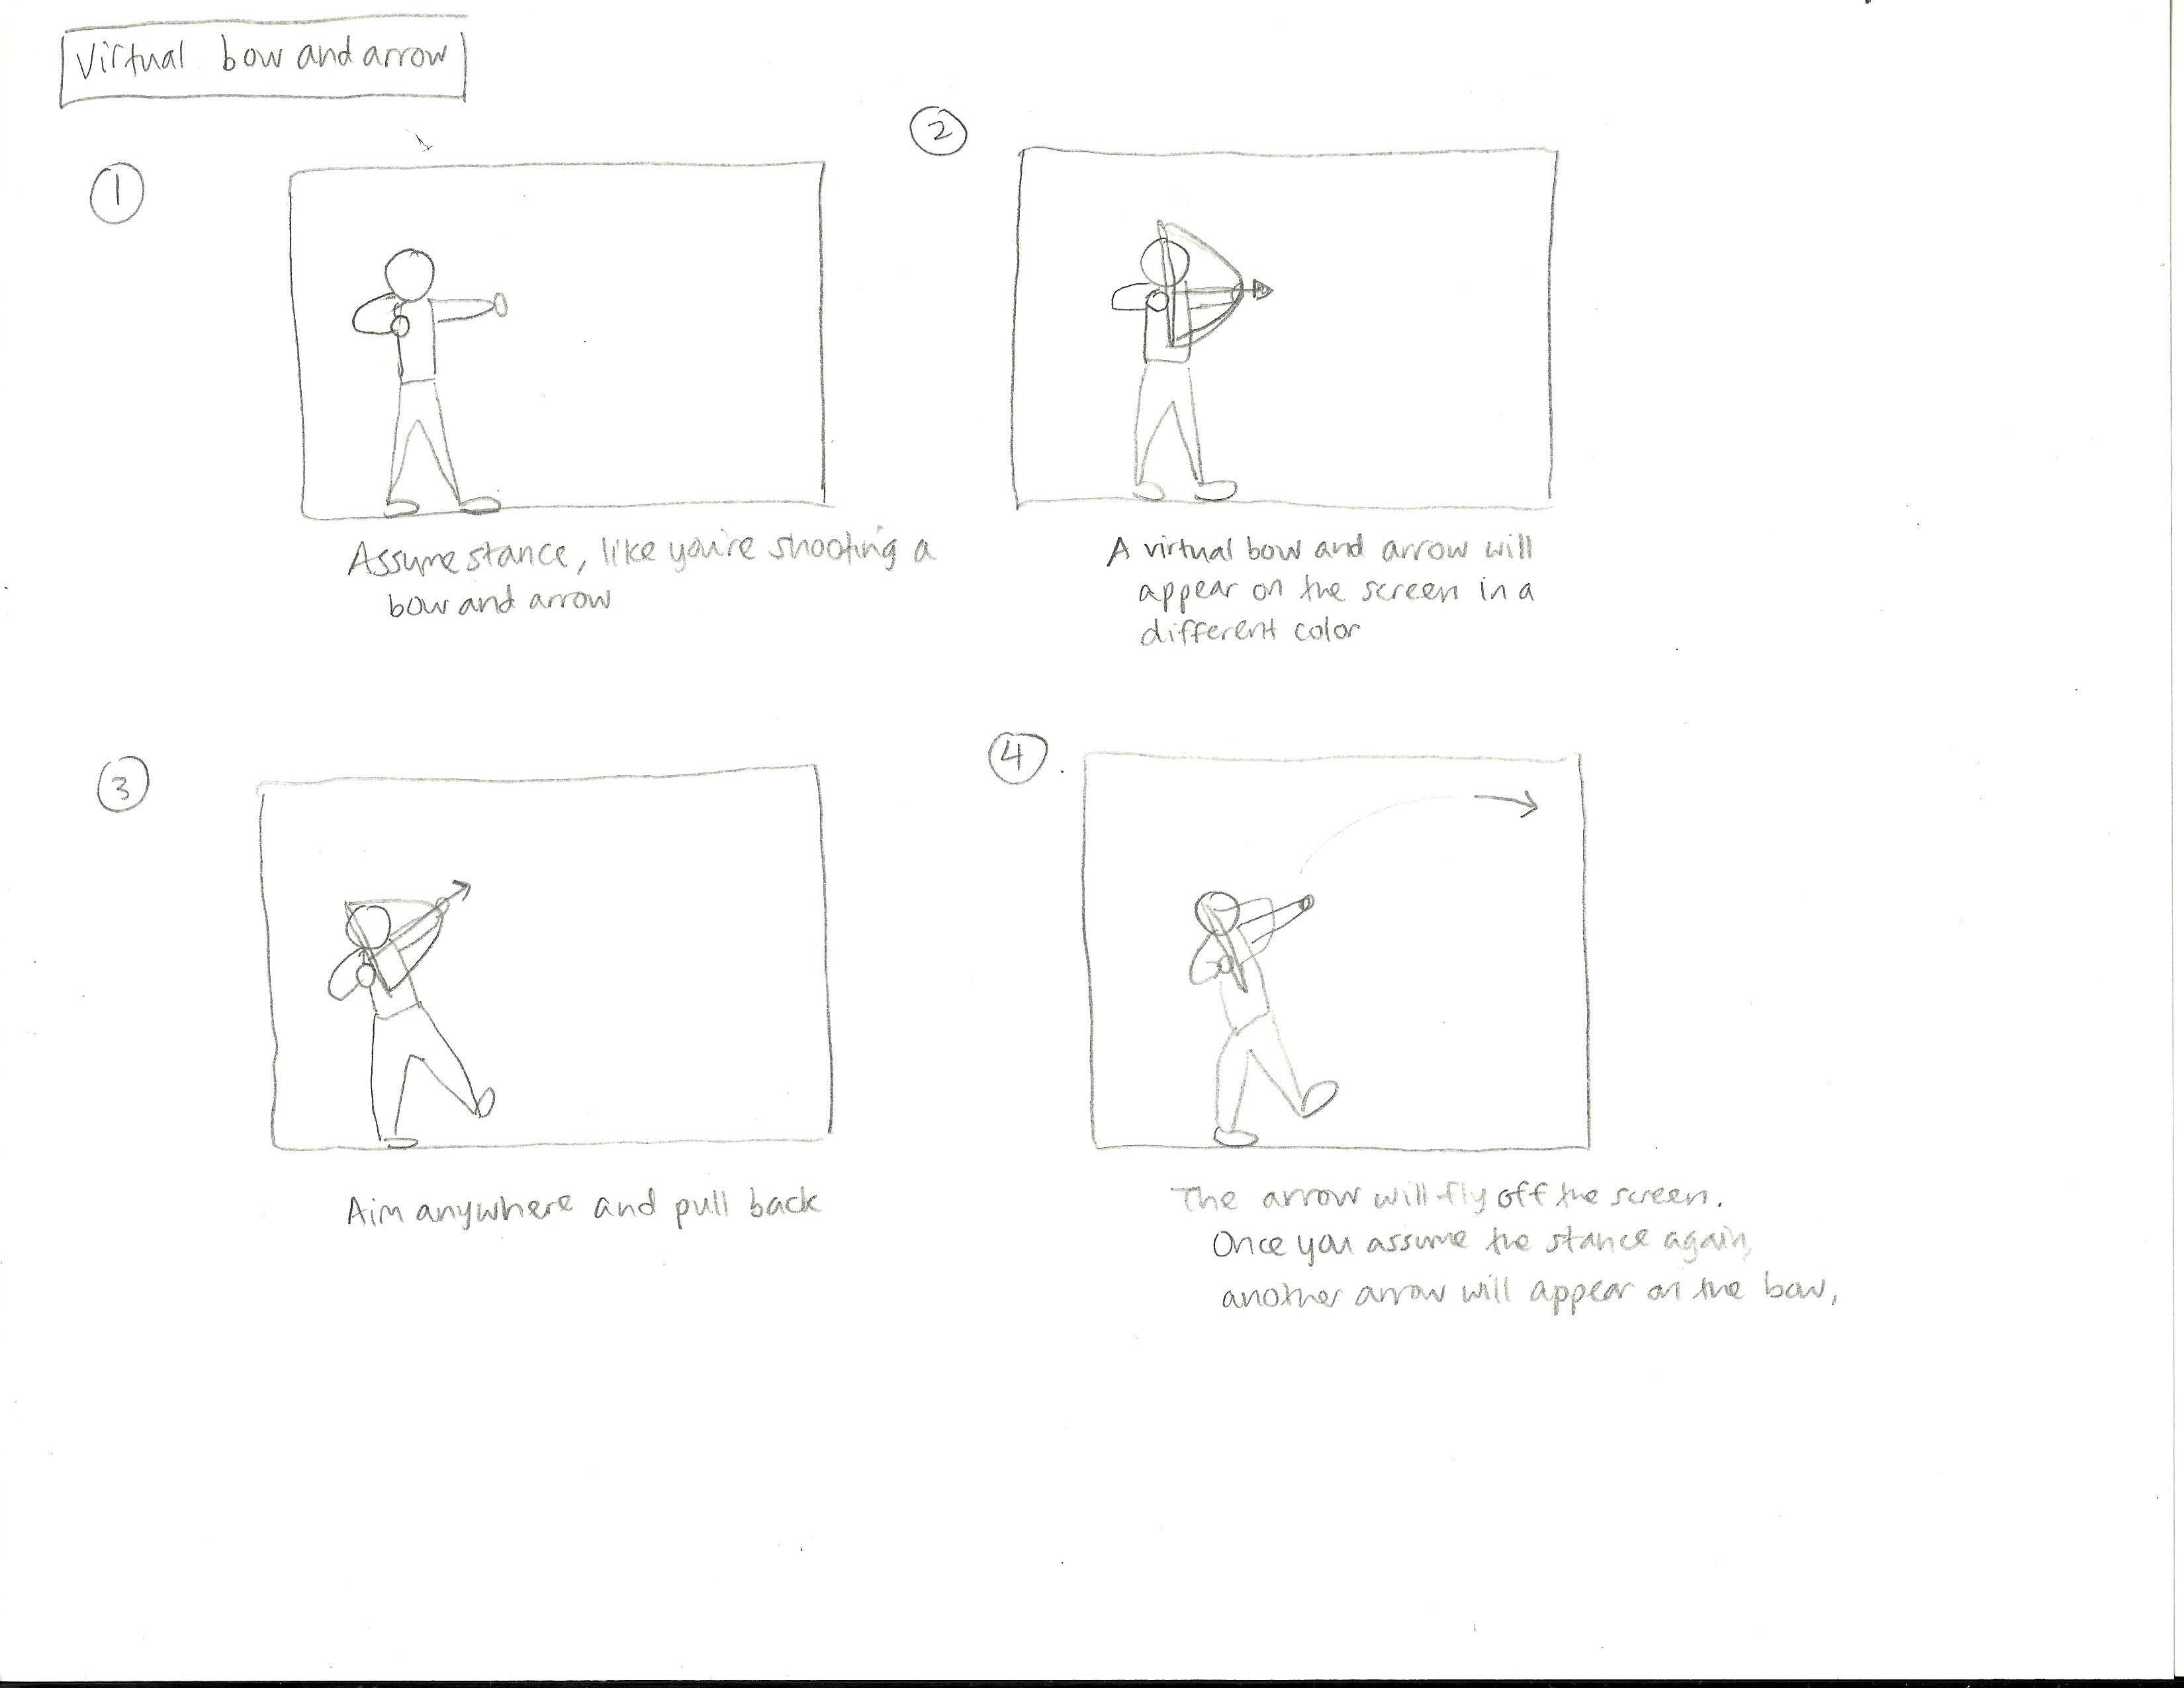 Virtual bow and arrow
1
Assume stance, like you're shooting a
bow and arrow
2
A virtual bow and arrow will
appear on the screen in a
different color
3
Aim anywhere and pull back
4
The arrow will fly off the screen.
Once you assume the stance again,
another arrow will appear on the bow,